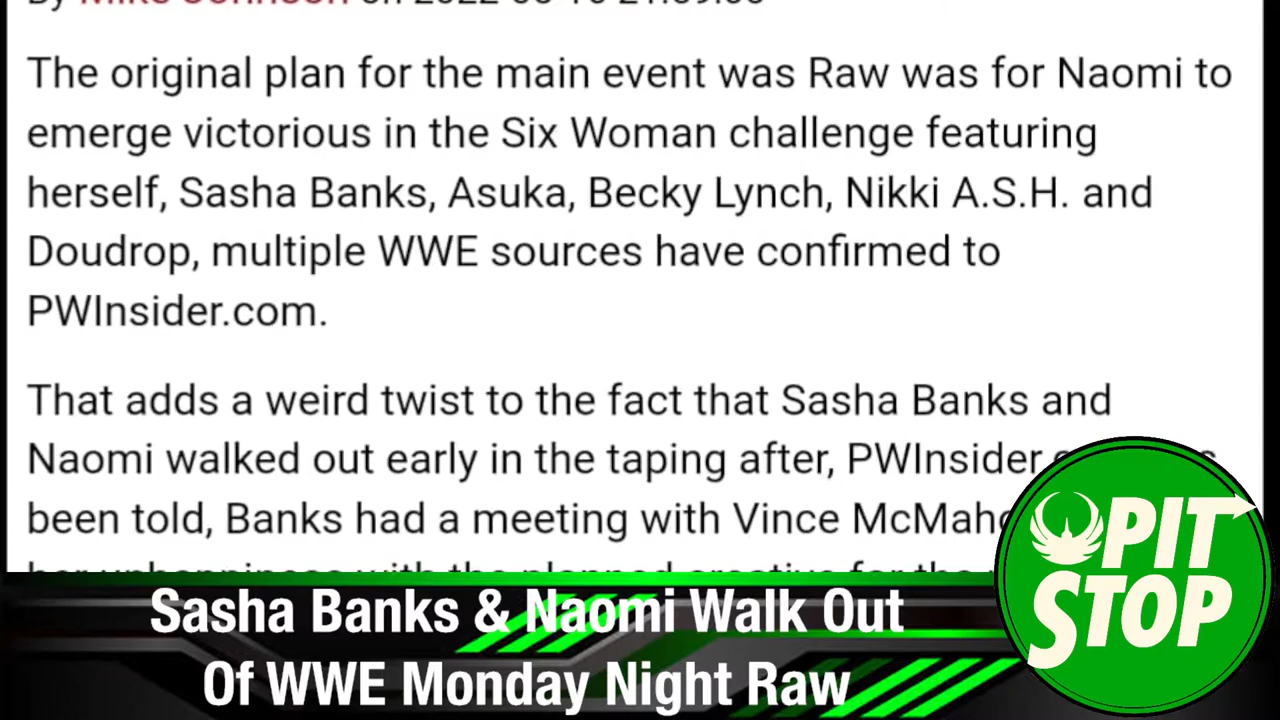 The original plan for the main event was Raw was for Naomi to
emerge victorious in the Six Woman challenge featuring
herself, Sasha Banks, Asuka, Becky Lynch, Nikki A.S.H. and
Doudrop, multiple WWE sources have confirmed to
PWInsider.com.
That adds a weird twist to the fact that Sasha Banks and
Naomi walked out early in the taping after, PWInsider
been told, Banks had a meeting with Vince
Sasha Banks & Naomi Walk Out
Of WWE Monday Night Raw
PIT
STOP